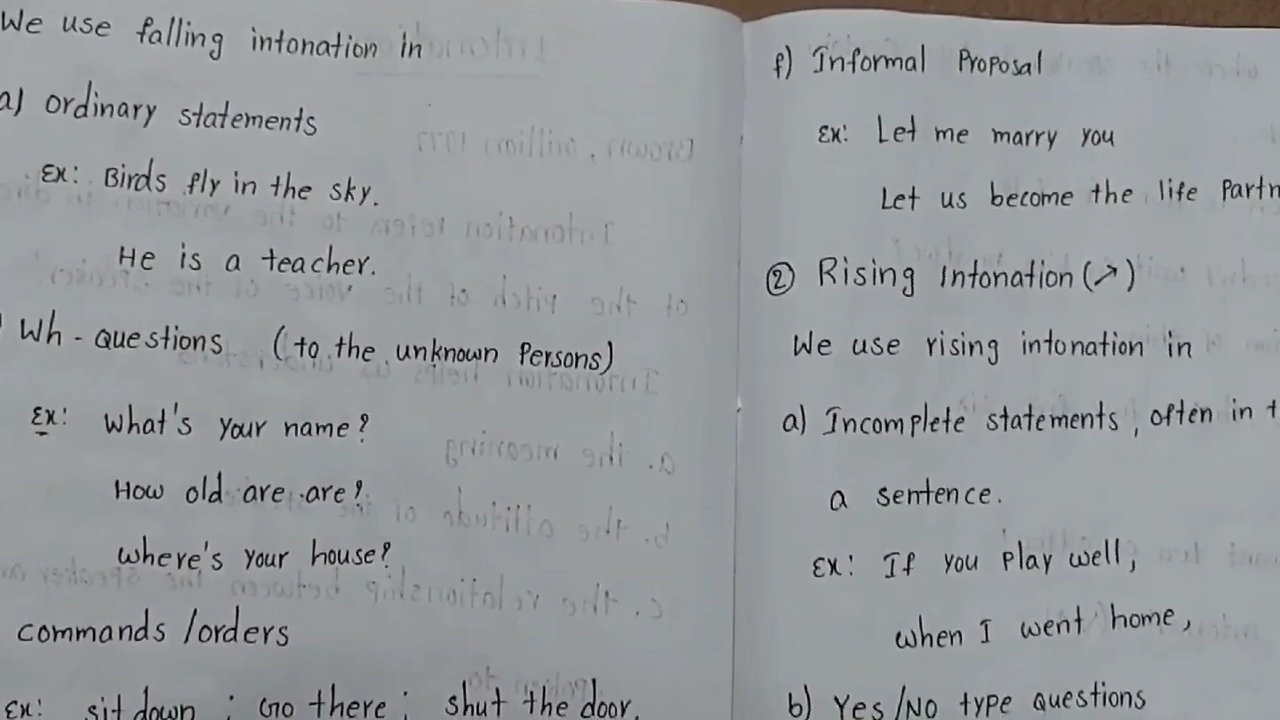 We use falling intonation in
a) ordinary statements
Ex: Birds fly in the sky.
He is a teacher.
Wh - questions (to the unknown Persons)
Ex: What's your name?
How old are are?
where's your house?
commands /orders
Ex: sit down ; Go there ; shut the door.
f) Informal Proposal
Ex: Let me marry you
Let us become the life
② Rising Intonation (↗)
We use rising intonation in
a) Incomplete statements, often in
a sentence.
Ex: If you play well,
when I went home,
b) Yes/No type questions